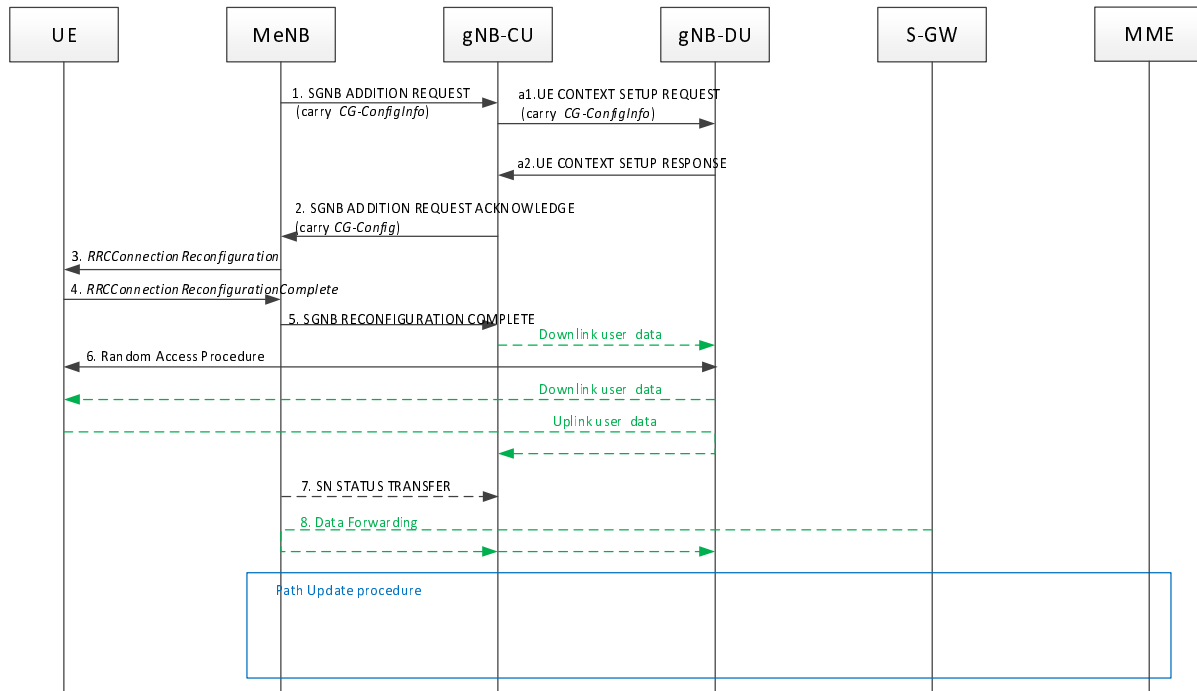 UE
MeNB
gNB-CU
gNB-DU
S-GW
MME
1. SGNB ADDITION REQUEST
(carry CG-ConfigInfo)
a1.UE CONTEXT SETUP REQUEST
(carry CG-ConfigInfo)
a2.UE CONTEXT SETUP RESPONSE
2. SGNB ADDITION REQUEST ACKNOWLEDGE
(carry CG-Config)
3. RRCConnectionReconfiguration
4. RRCConnectionReconfigurationComplete
5. SGNB RECONFIGURATION COMPLETE
Downlink user data
6. Random Access Procedure
Downlink user data
Uplink user data
7. SN STATUS TRANSFER
8. Data Forwarding
Path Update procedure